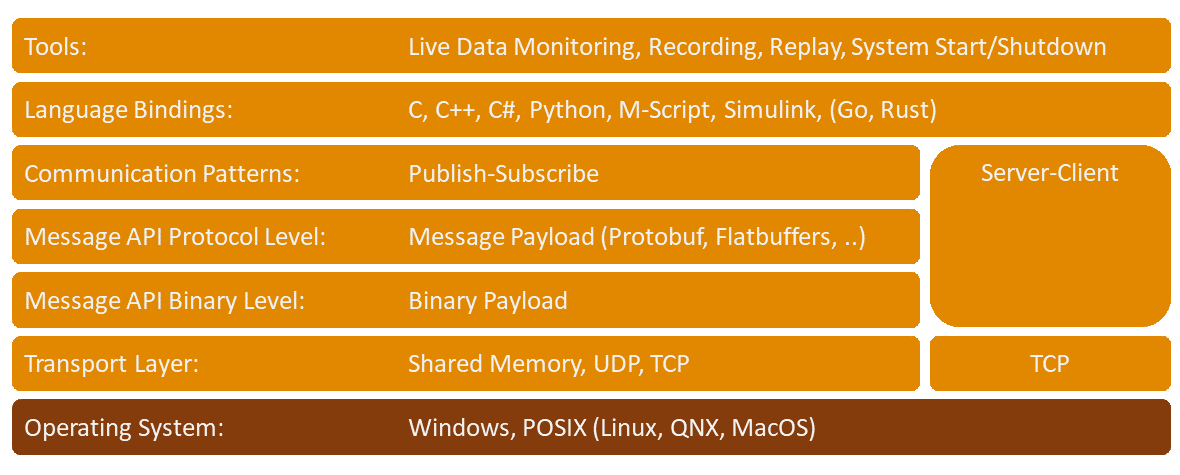 Tools: Live Data Monitoring, Recording, Replay, System Start/Shutdown
Language Bindings: C, C++, C#, Python, M-Script, Simulink, (Go, Rust)
Communication Patterns: Publish-Subscribe Server-Client
Message API Protocol Level: Message Payload (Protobuf, Flatbuffers, ..)
Message API Binary Level: Binary Payload
Transport Layer: Shared Memory, UDP, TCP TCP
Operating System: Windows, POSIX (Linux, QNX, MacOS)